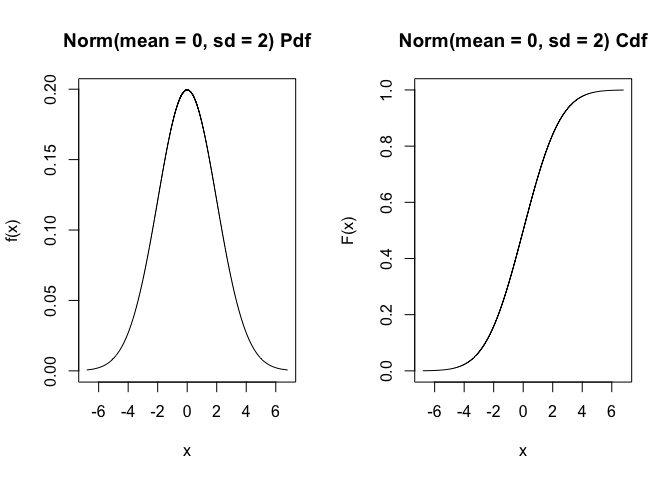 Norm(mean = 0, sd = 2) Pdf
f(x)
0.20
0.15
0.10
0.05
0.00
-6 -4 -2 0 2 4 6
x
Norm(mean = 0, sd = 2) Cdf
F(x)
1.0
0.8
0.6
0.4
0.2
0.0
-6 -4 -2 0 2 4 6
x